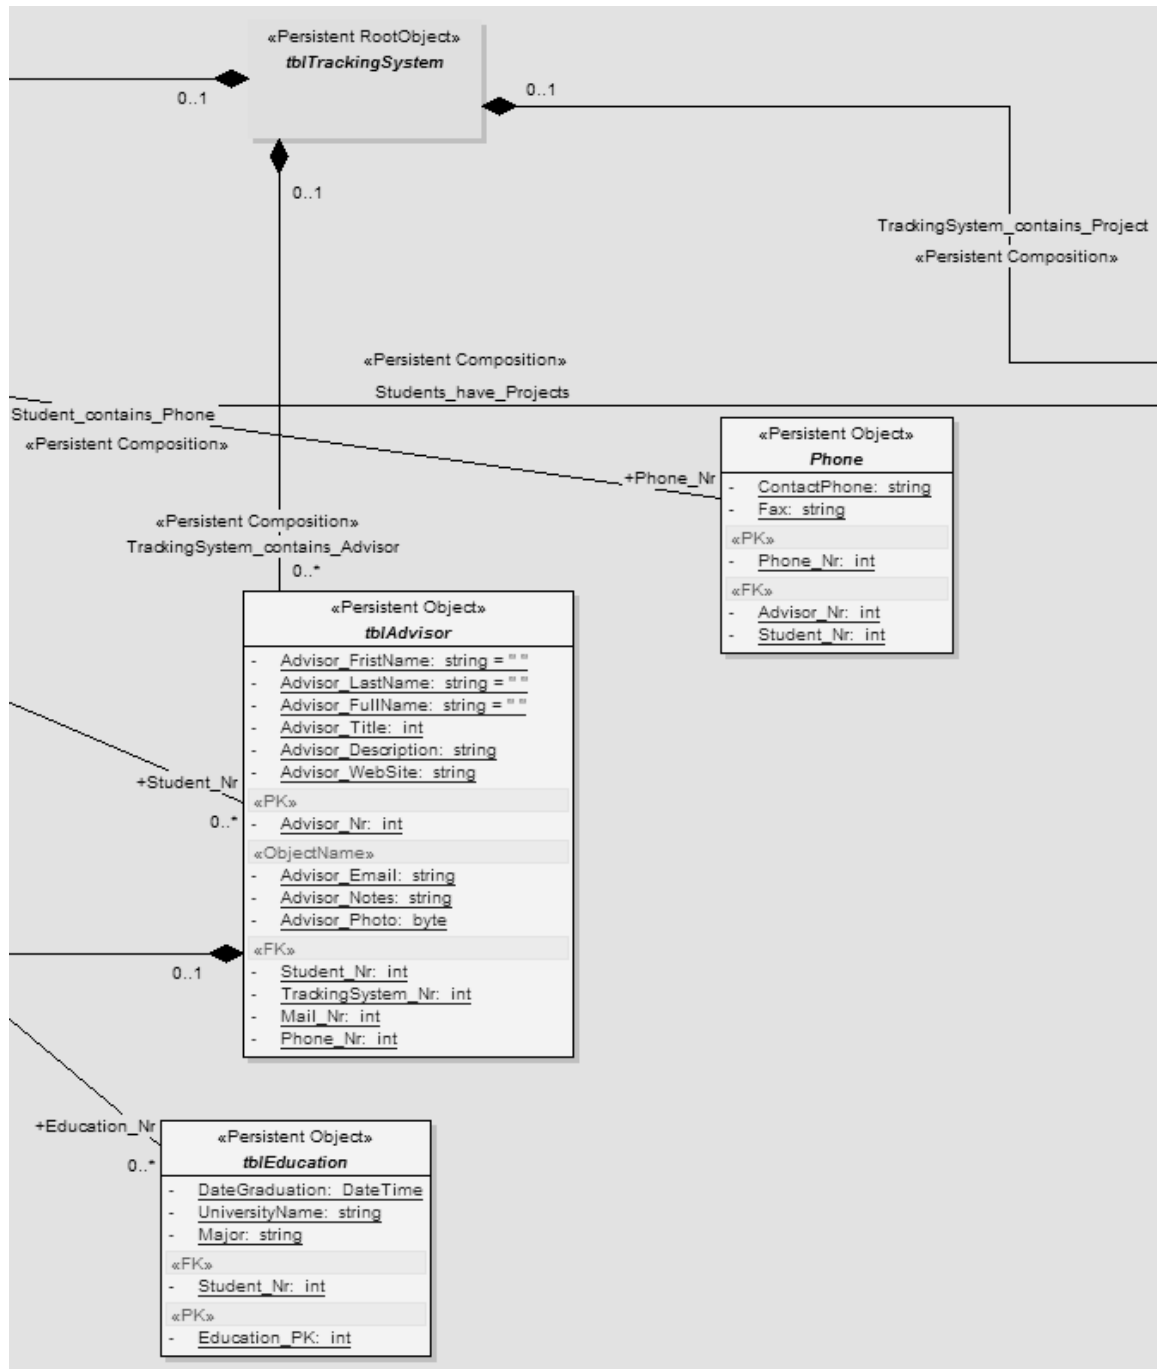 «Persistent RootObject»
tblTrackingSystem
0..1
0..1
0..1
TrackingSystem_contains_Project
«Persistent Composition»
«Persistent Composition»
Students_have_Projects
Student_contains_Phone
«Persistent Composition»
+Phone_Nr
«Persistent Object»
Phone
- ContactPhone: string
- Fax: string
«PK»
- Phone_Nr: int
«FK»
- Advisor_Nr: int
- Student_Nr: int
«Persistent Composition»
TrackingSystem_contains_Advisor
0..*
«Persistent Object»
tblAdvisor
- Advisor_FristName: string = " "
- Advisor_LastName: string = " "
- Advisor_FullName: string = " "
- Advisor_Title: int
- Advisor_Description: string
- Advisor_WebSite: string
«PK»
- Advisor_Nr: int
«ObjectName»
- Advisor_Email: string
- Advisor_Notes: string
- Advisor_Photo: byte
«FK»
- Student_Nr: int
- TrackingSystem_Nr: int
- Mail_Nr: int
- Phone_Nr: int
+Student_Nr
0..*
0..1
+Education_Nr
0..*
«Persistent Object»
tblEducation
- DateGraduation: DateTime
- UniversityName: string
- Major: string
«FK»
- Student_Nr: int
«PK»
- Education_PK: int